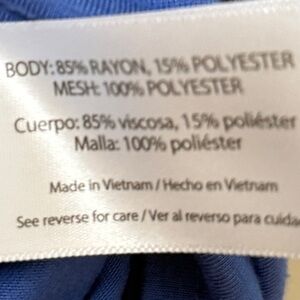 BODY: 85% RAYON, 15% POLYESTER
MESH: 100% POLYESTER
Cuerpo: 85% viscosa, 15% poliéster
Malla: 100% poliéster
Made in Vietnam / Hecho en Vietnam
See reverse for care / Ver al reverso para cuida